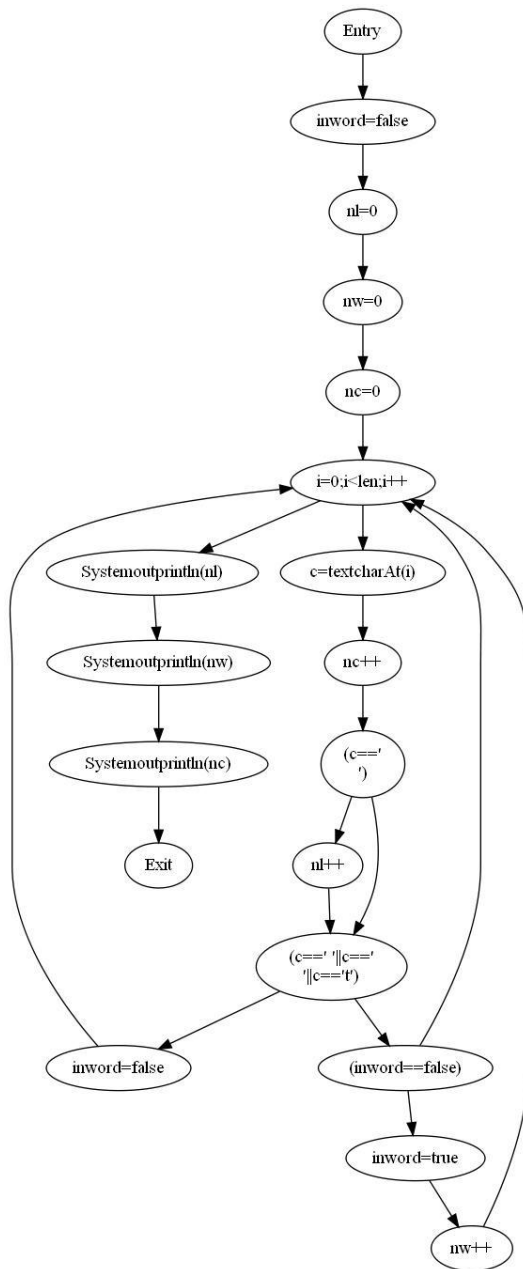 Entry
inword=false
nl=0
nw=0
nc=0
i=0;i<len;i++
Systemoutprintln(nl)
c=textcharAt(i)
Systemoutprintln(nw)
nc++
Systemoutprintln(nc)
(c=='
')
Exit
nl++
(c==' '||c=='
'||c=='t')
inword=false
(inword==false)
inword=true
nw++